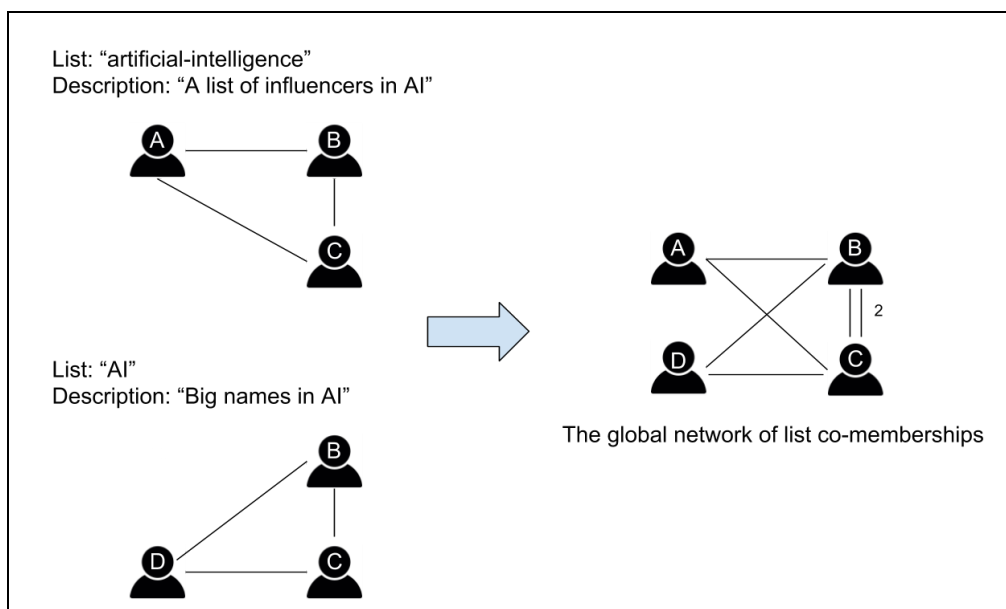 List: “artificial-intelligence”
Description: “A list of influencers in AI”
A
B
C
List: “AI”
Description: “Big names in AI”
B
D
C
A
B
2
D
C
The global network of list co-memberships